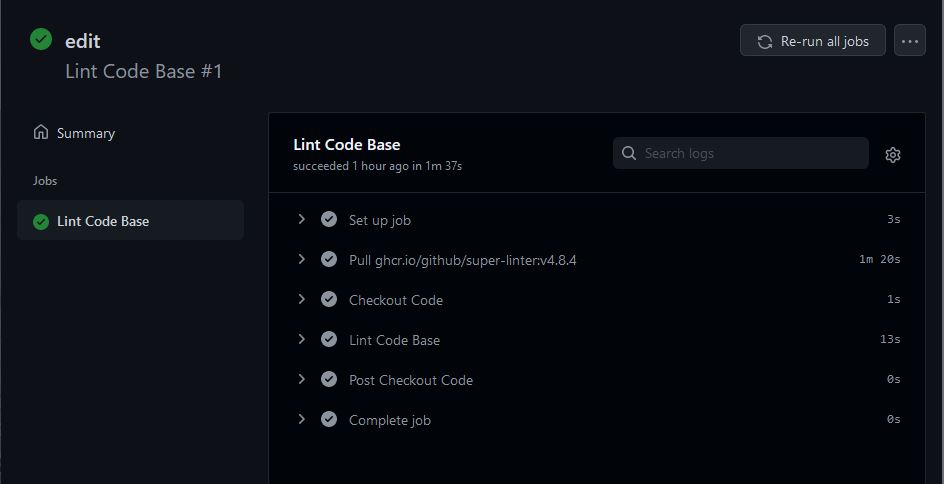 edit
Re-run all jobs
Lint Code Base #1
Summary
Jobs
Lint Code Base
Lint Code Base
succeeded 1 hour ago in 1m 37s
Search logs
Set up job 3s
Pull ghcr.io/github/super-linter:v4.8.4 1m 20s
Checkout Code 1s
Lint Code Base 13s
Post Checkout Code 0s
Complete job 0s